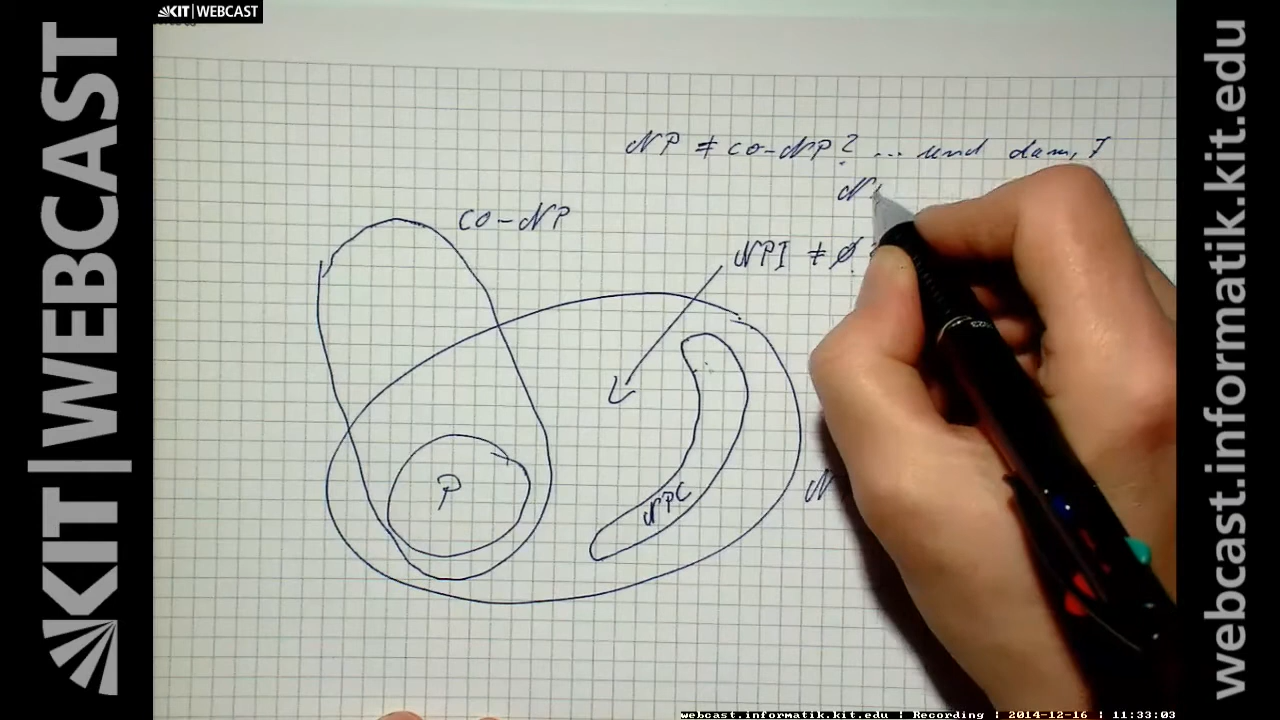 KIT | WEBCAST
KIT|WEBCAST
NP ≠ co-NP? ... und
N
co-NP
NPI ≠ ∅
P
NPC
N
webcast.informatik.kit.edu
webcast.informatik.kit.edu | Recording | 2014-12-16 | 11:33:03